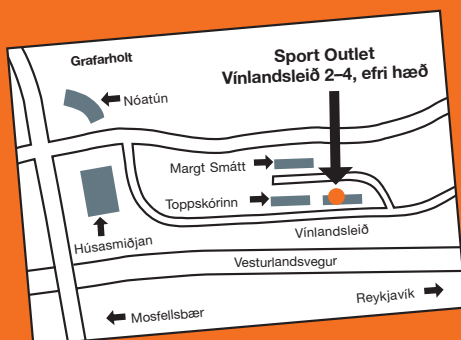 Grafarholt
Sport Outlet
Vínlandsleið 2–4, efri hæð
Nóatún
Margt Smátt
Toppskórinn
Húsasmiðjan
Vínlandsleið
Vesturlandsvegur
Mosfellsbær
Reykjavík